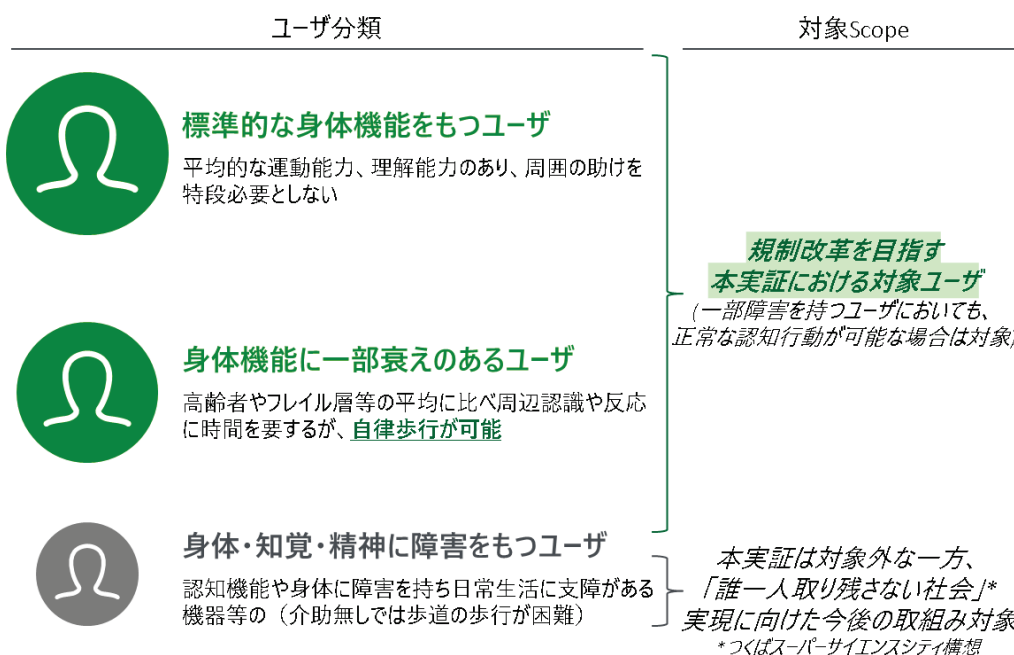 ユーザ分類
対象Scope
標準的な身体機能をもつユーザ
平均的な運動能力、理解能力のあり、周囲の助けを
特段必要としない
身体機能に一部衰えのあるユーザ
高齢者やフレイル層等の平均に比べ周辺認識や反応
に時間を要するが、自律歩行が可能
規制改革を目指す
本実証における対象ユーザ
(一部障害を持つユーザにおいても、
正常な認知行動が可能な場合は対象)
身体・知覚・精神に障害をもつユーザ
認知機能や身体に障害を持ち日常生活に支障がある
機器等の（介助無しでは歩道の歩行が困難）
本実証は対象外な一方、
「誰一人取り残さない社会」*
実現に向けた今後の取組み対象
*つくばスーパーサイエンスシティ構想